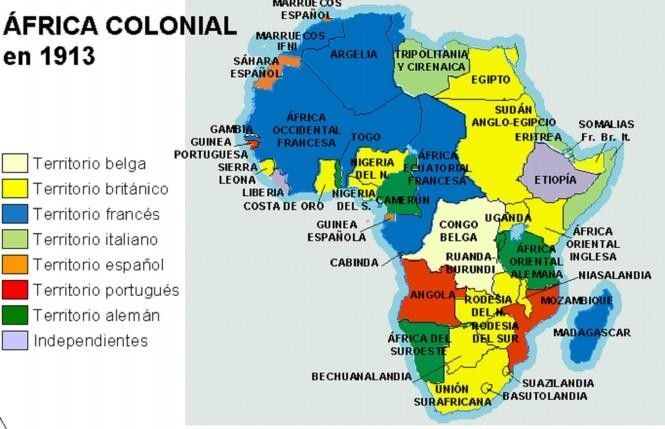 ÁFRICA COLONIAL
en 1913
MARRUECOS
ESPAÑOL
MARRUECOS
IFNI
SÁHARA
ESPAÑOL
ARGELIA
TRIPOLITANIA
Y CIRENAICA
EGIPTO
ÁFRICA
OCCIDENTAL
FRANCESA
SUDÁN
ANGLO-EGIPCIO
ERITREA
SOMALIAS
Fr. Br. It.
GAMBIA
GUINEA
PORTUGUESA
SIERRA
LEONA
LIBERIA
COSTA DE ORO
TOGO
NIGERIA
DEL N.
NIGERIA
DEL S.
CAMERÚN
ÁFRICA
ECUATORIAL
FRANCESA
ETIOPÍA
GUINEA
ESPAÑOLA
CABINDA
CONGO
BELGA
UGANDA
RUANDA-
BURUNDI
ÁFRICA
ORIENTAL
INGLESA
ÁFRICA
ORIENTAL
ALEMANA
NIASALANDIA
ANGOLA
RODESIA
DEL N.
RODESIA
DEL SUR
MOZAMBIQUE
MADAGASCAR
ÁFRICA DEL
SUROESTE
BECHUANALANDIA
UNIÓN
SURAFRICANA
SUAZILANDIA
BASUTOLANDIA
Territorio belga
Territorio británico
Territorio francés
Territorio italiano
Territorio español
Territorio portugués
Territorio alemán
Independientes